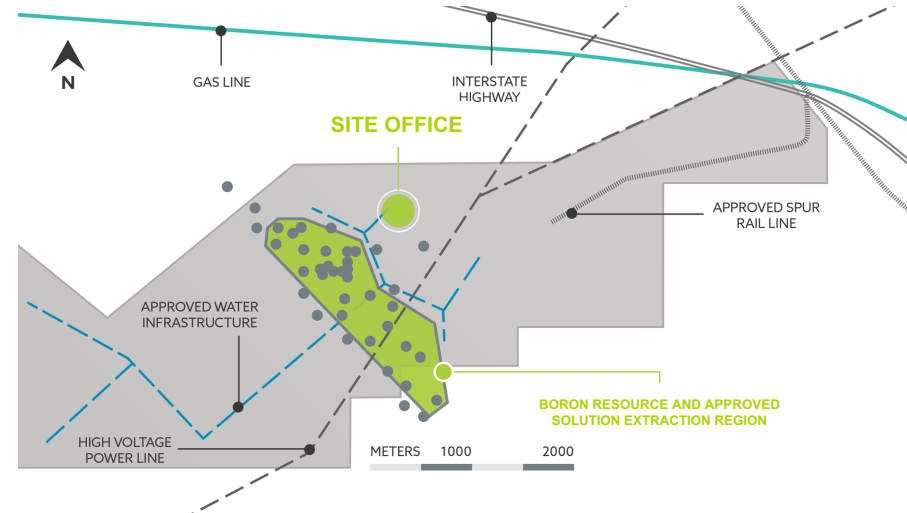 N
GAS LINE
INTERSTATE
HIGHWAY
SITE OFFICE
APPROVED SPUR
RAIL LINE
APPROVED WATER
INFRASTRUCTURE
BORON RESOURCE AND APPROVED
SOLUTION EXTRACTION REGION
HIGH VOLTAGE
POWER LINE
METERS 1000 2000